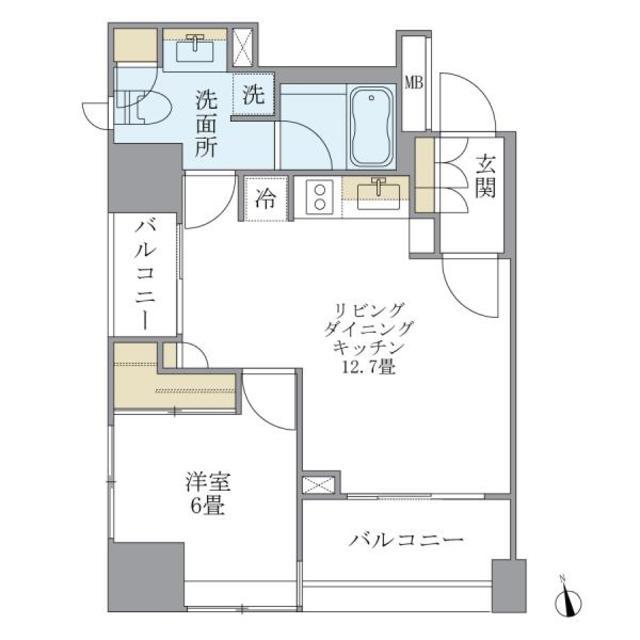 洗面所
洗
MB
玄関
冷
バルコニー
リビング
ダイニング
キッチン
12.7畳
洋室
6畳
バルコニー
N